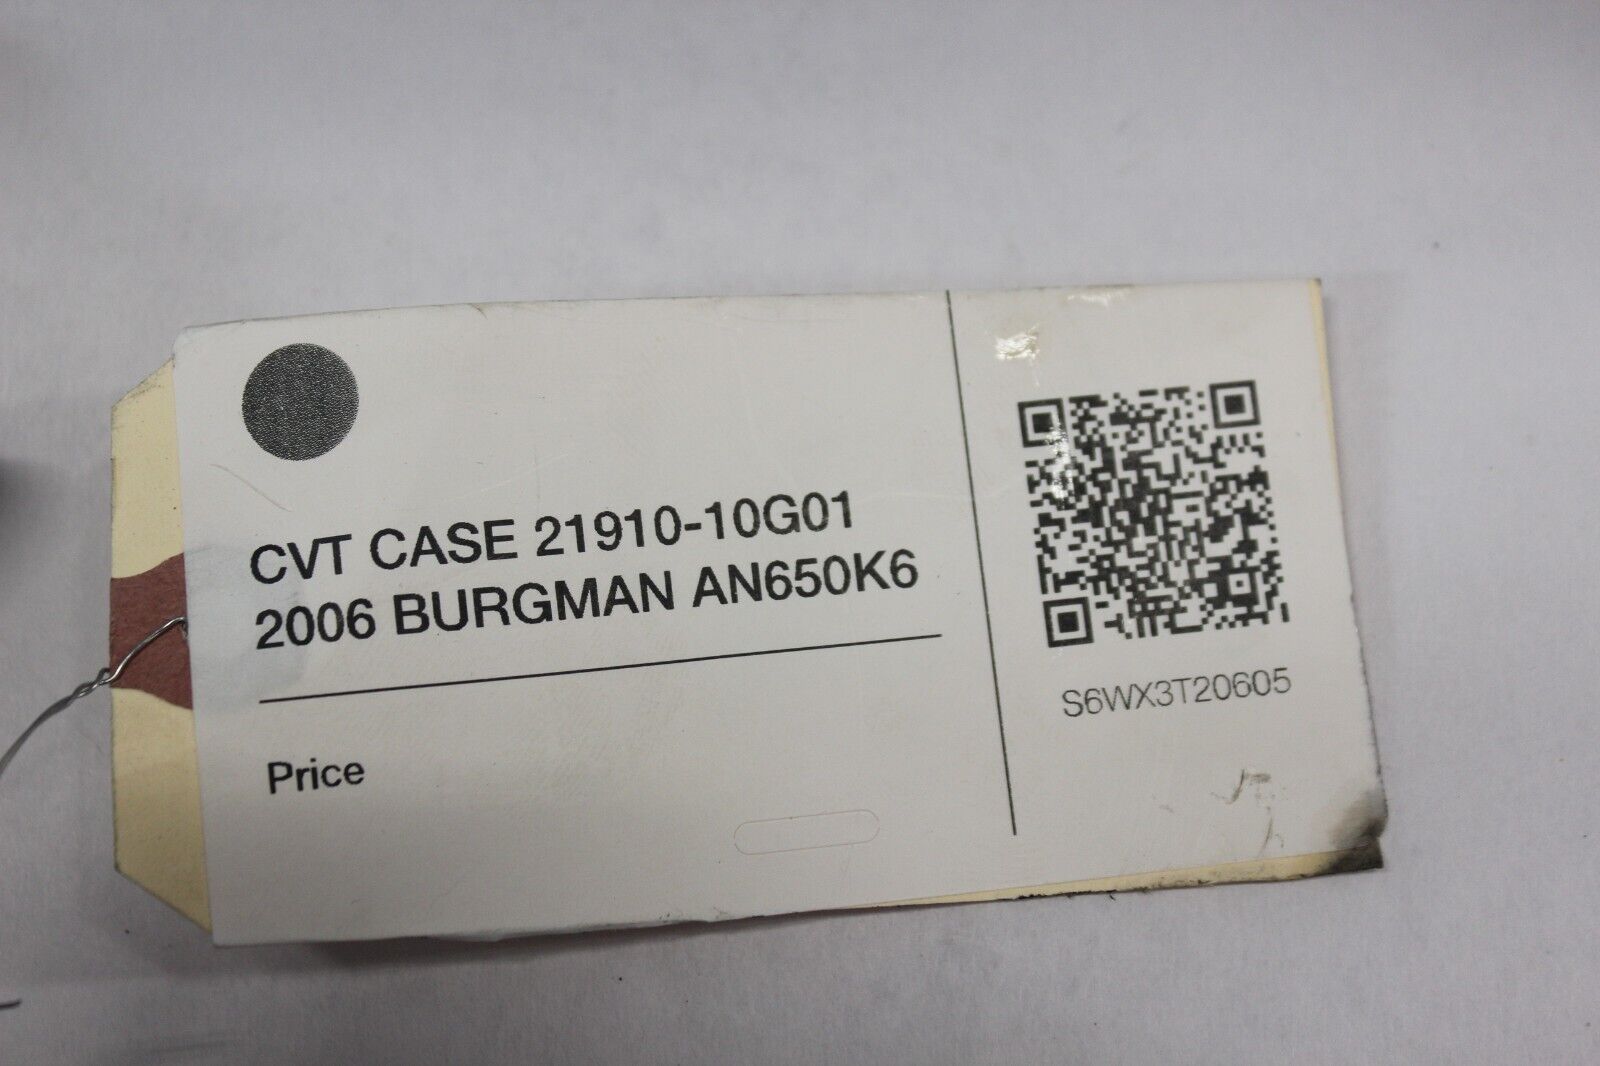 CVT CASE 21910-10G01
2006 BURGMAN AN650K6
Price
S6WX3T20605